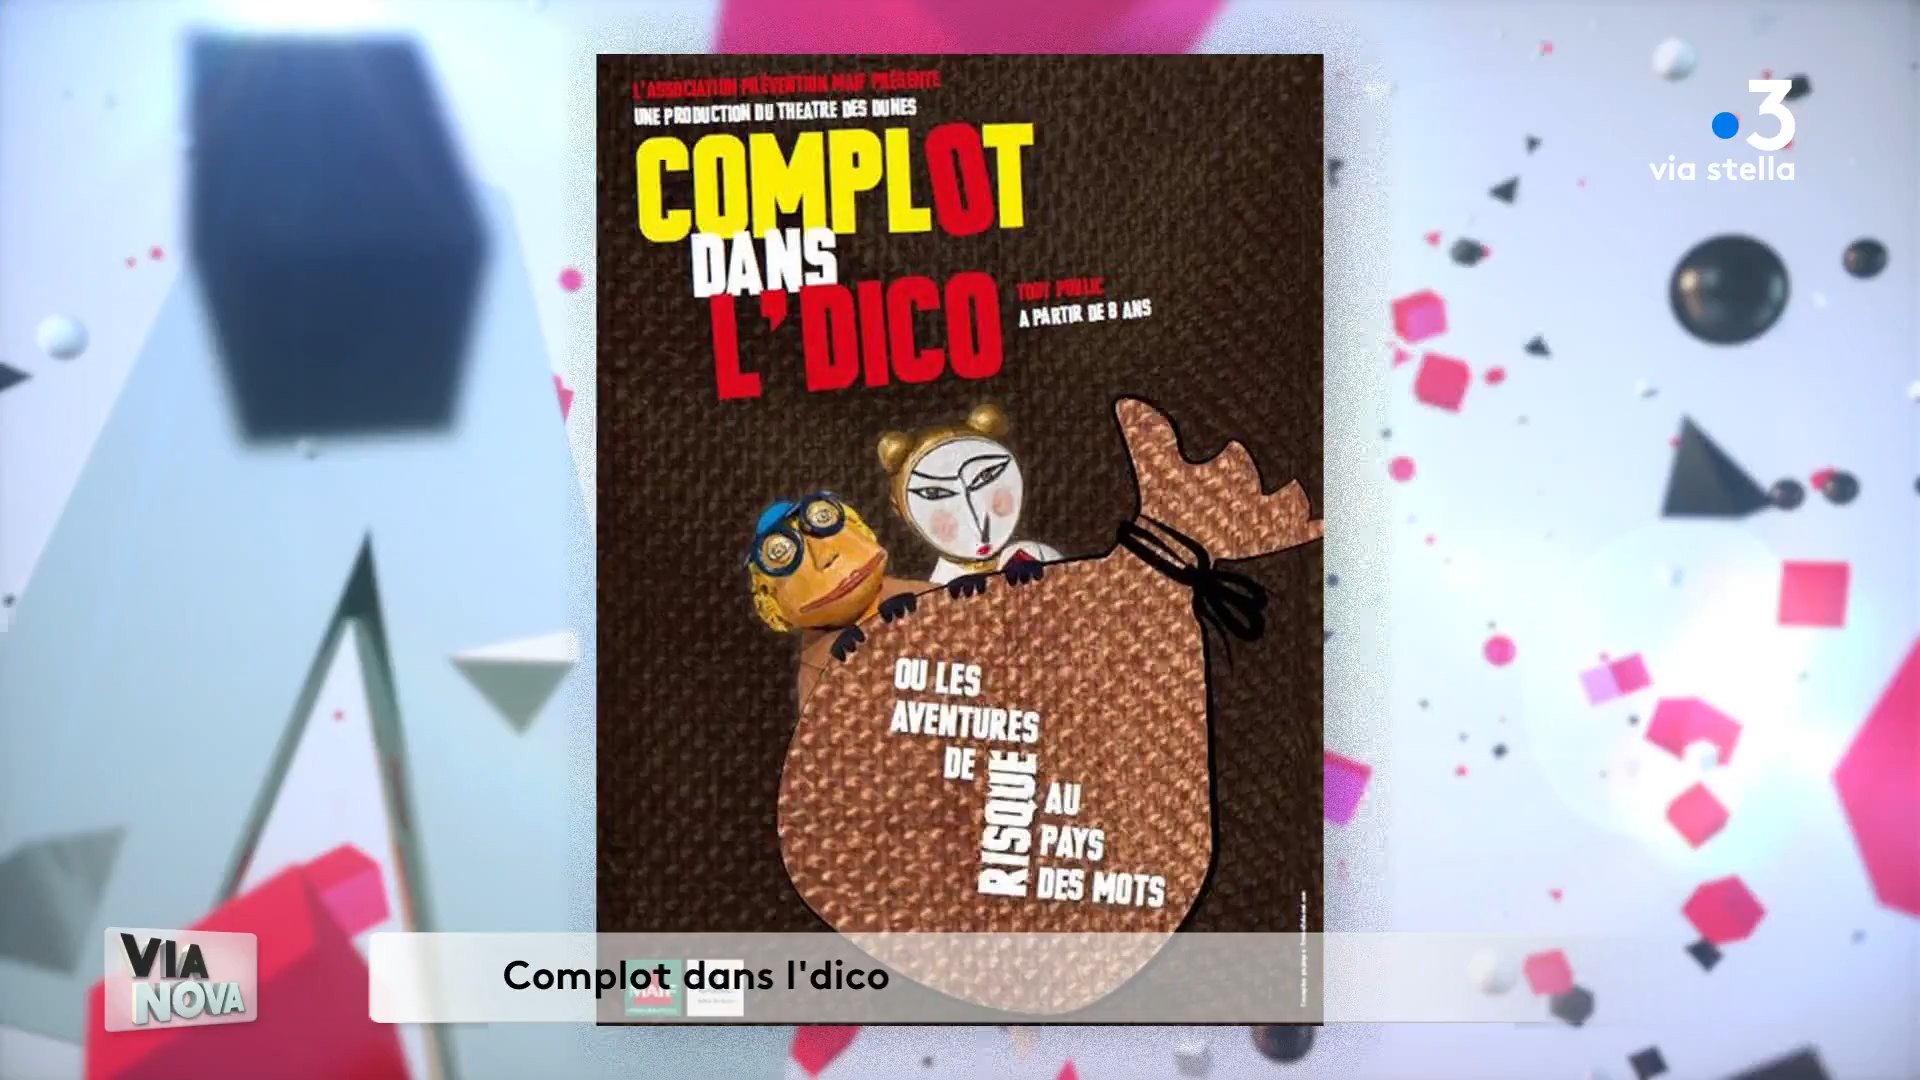 L'ASSOCIATION PRÉVENTION MAIF PRÉSENTE
UNE PRODUCTION DU THEATRE DES DUNES
COMPLOT
DANS
L'DICO
TOUT PUBLIC
A PARTIR DE 8 ANS
OU LES
AVENTURES
DE
RISQUE
AU
PAYS
DES MOTS
3
via stella
VIA
NOVA
Complot dans l'dico
MAIF